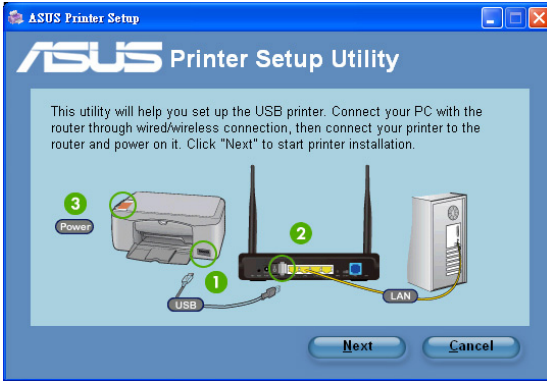 ASUS Printer Setup
ASUS Printer Setup Utility
This utility will help you set up the USB printer. Connect your PC with the
router through wired/wireless connection, then connect your printer to the
router and power on it. Click "Next" to start printer installation.
3
Power
2
1
USB
LAN
Next
Cancel